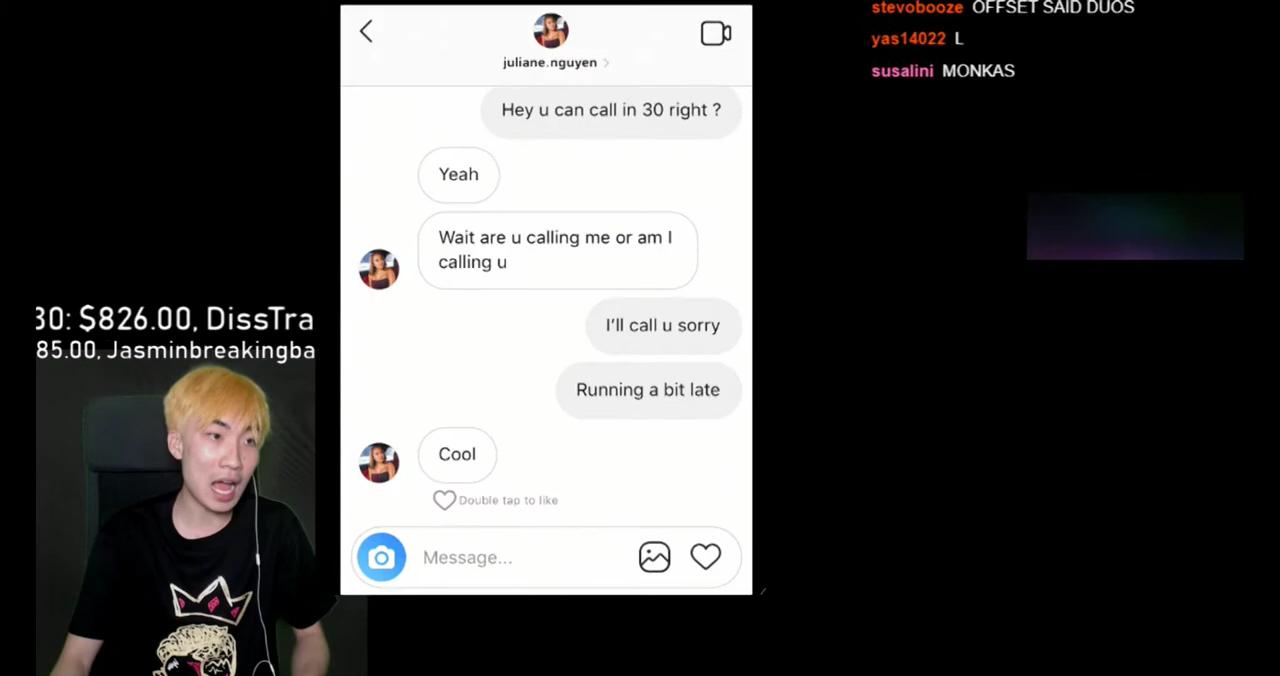 stevobooze OFFSET SAID DUOS
yas14022 L
susalini MONKAS
juliane.nguyen
Hey u can call in 30 right ?
Yeah
Wait are u calling me or am I
calling u
I'll call u sorry
Running a bit late
Cool
Double tap to like
Message...
30: $826.00, DissTra
85.00, Jasminbreakingba